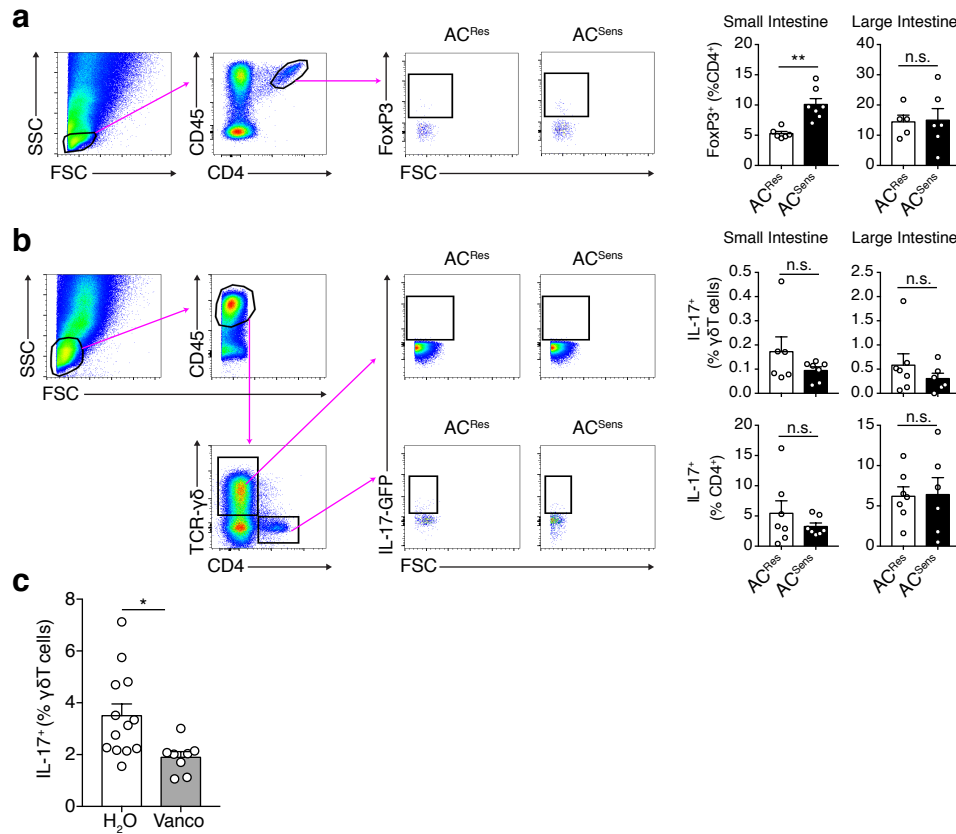 a
SSC
FSC
CD45
CD4
AC^Res
AC^Sens
FoxP3
FSC
Small Intestine
Large Intestine
FoxP3⁺ (%CD4⁺)
20
15
10
5
0
**
AC^Res
AC^Sens
30
20
10
0
n.s.
AC^Res
AC^Sens
b
SSC
FSC
CD45
TCR-γδ
CD4
AC^Res
AC^Sens
AC^Res
AC^Sens
IL-17-GFP
FSC
Small Intestine
Large Intestine
IL-17⁺
(% γδT cells)
0.5
0.4
0.3
0.2
0.1
0.0
n.s.
2.5
2.0
1.5
1.0
0.5
0.0
n.s.
IL-17⁺
(% CD4⁺)
20
15
10
5
0
n.s.
AC^Res
AC^Sens
15
10
5
0
n.s.
AC^Res
AC^Sens
c
IL-17⁺ (% γδT cells)
8
6
4
2
0
*
H₂O
Vanco